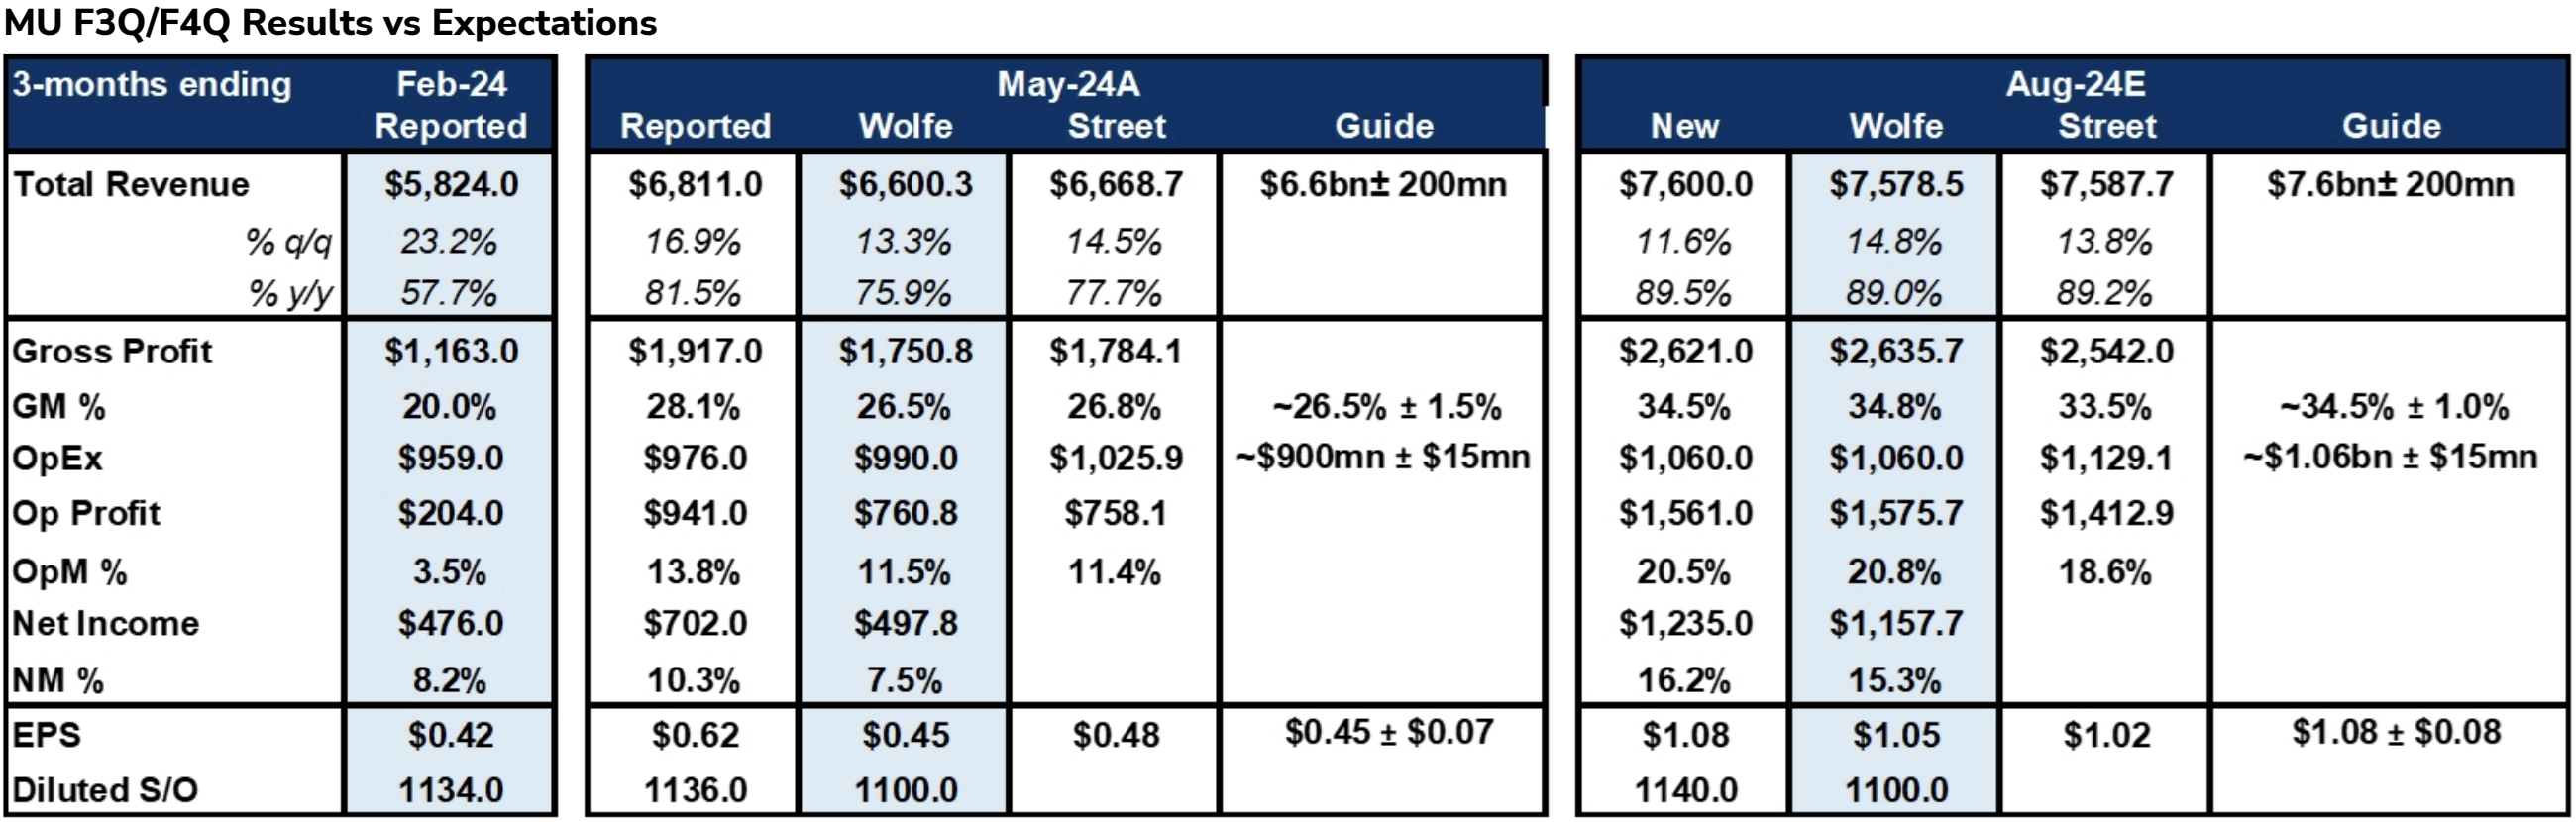 MU F3Q/F4Q Results vs Expectations
3-months ending Feb-24 May-24A Aug-24E
Reported Reported Wolfe Street Guide New Wolfe Street Guide
Total Revenue $5,824.0 $6,811.0 $6,600.3 $6,668.7 $6.6bn± 200mn $7,600.0 $7,578.5 $7,587.7 $7.6bn± 200mn
% q/q 23.2% 16.9% 13.3% 14.5% 11.6% 14.8% 13.8%
% y/y 57.7% 81.5% 75.9% 77.7% 89.5% 89.0% 89.2%
Gross Profit $1,163.0 $1,917.0 $1,750.8 $1,784.1 $2,621.0 $2,635.7 $2,542.0
GM % 20.0% 28.1% 26.5% 26.8% ~26.5% ± 1.5% 34.5% 34.8% 33.5% ~34.5% ± 1.0%
OpEx $959.0 $976.0 $990.0 $1,025.9 ~$900mn ± $15mn $1,060.0 $1,060.0 $1,129.1 ~$1.06bn ± $15mn
Op Profit $204.0 $941.0 $760.8 $758.1 $1,561.0 $1,575.7 $1,412.9
OpM % 3.5% 13.8% 11.5% 11.4% 20.5% 20.8% 18.6%
Net Income $476.0 $702.0 $497.8 $1,235.0 $1,157.7
NM % 8.2% 10.3% 7.5% 16.2% 15.3%
EPS $0.42 $0.62 $0.45 $0.48 $0.45 ± $0.07 $1.08 $1.05 $1.02 $1.08 ± $0.08
Diluted S/O 1134.0 1136.0 1100.0 1140.0 1100.0